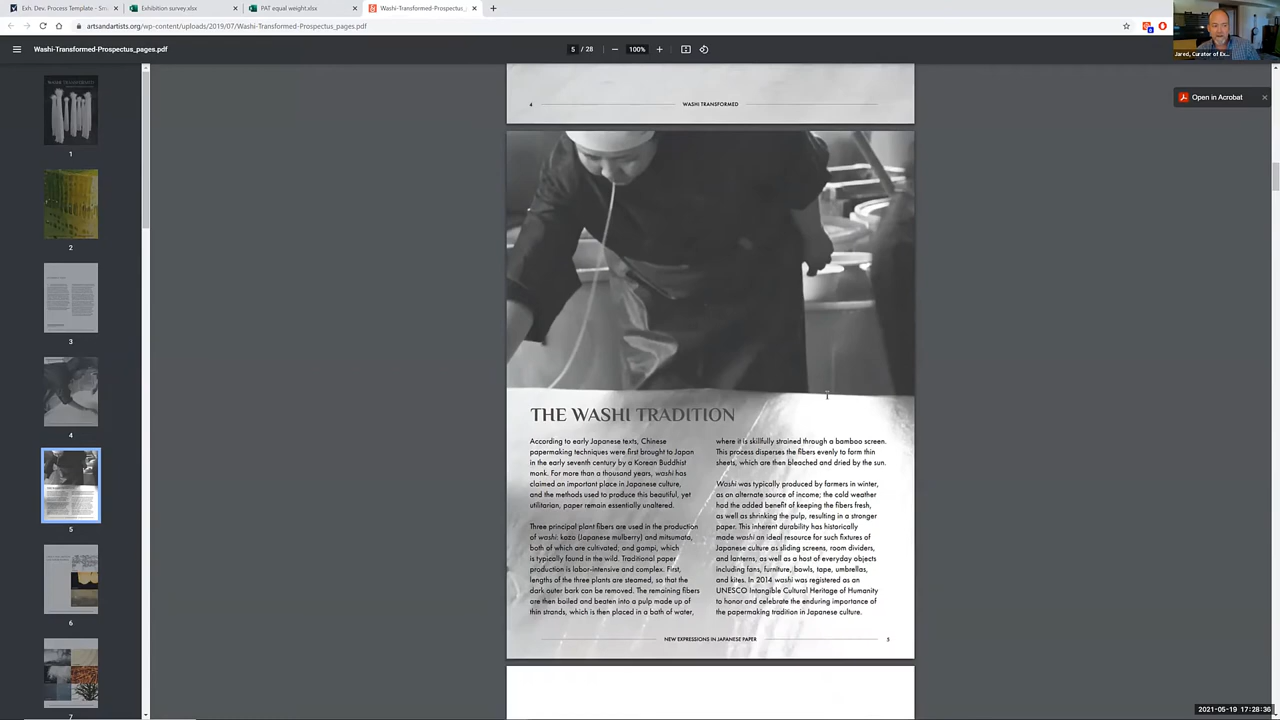 Exh. Dev. Process Template - Sm
Exhibition survey.xlsx
PAT equal weight.xlsx
Washi-Transformed-Prospectus_
artsandartists.org/wp-content/uploads/2019/07/Washi-Transformed-Prospectus_pages.pdf
Jared, Curator of Ex...
Washi-Transformed-Prospectus_pages.pdf
5 / 28
100%
Open in Acrobat
1
2
3
4
5
6
7
4
WASHI TRANSFORMED
THE WASHI TRADITION
According to early Japanese texts, Chinese
papermaking techniques were first brought to Japan
in the early seventh century by a Korean Buddhist
monk. For more than a thousand years, washi has
claimed an important place in Japanese culture,
and the methods used to produce this beautiful, yet
utilitarian, paper remain essentially unaltered.
Three principal plant fibers are used in the production
of washi: kozo (Japanese mulberry) and mitsumata,
both of which are cultivated; and gampi, which
is typically found in the wild. Traditional paper
production is labor-intensive and complex. First,
lengths of the three plants are steamed, so that the
dark outer bark can be removed. The remaining fibers
are then boiled and beaten into a pulp made up of
thin strands, which is then placed in a bath of water,
where it is skillfully strained through a bamboo screen.
This process disperses the fibers evenly to form thin
sheets, which are then bleached and dried by the sun.
Washi was typically produced by farmers in winter,
as an alternate source of income; the cold weather
had the added benefit of keeping the fibers fresh,
as well as shrinking the pulp, resulting in a stronger
paper. This inherent durability has historically
made washi an ideal resource for such fixtures of
Japanese culture as sliding screens, room dividers,
and lanterns, as well as a host of everyday objects
including fans, furniture, bowls, tape, umbrellas,
and kites. In 2014 washi was registered as an
UNESCO Intangible Cultural Heritage of Humanity
to honor and celebrate the enduring importance of
the papermaking tradition in Japanese culture.
NEW EXPRESSIONS IN JAPANESE PAPER
5
2021-05-19 17:28:36